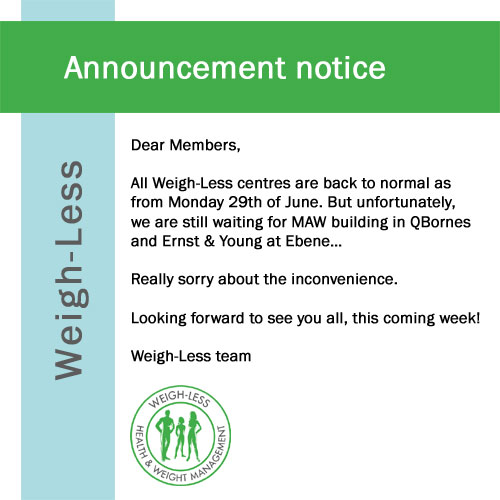 Announcement notice
Weigh-Less
Dear Members,
All Weigh-Less centres are back to normal as
from Monday 29th of June. But unfortunately,
we are still waiting for MAW building in QBornes
and Ernst & Young at Ebene...
Really sorry about the inconvenience.
Looking forward to see you all, this coming week!
Weigh-Less team
WEIGH-LESS
HEALTH & WEIGHT MANAGEMENT